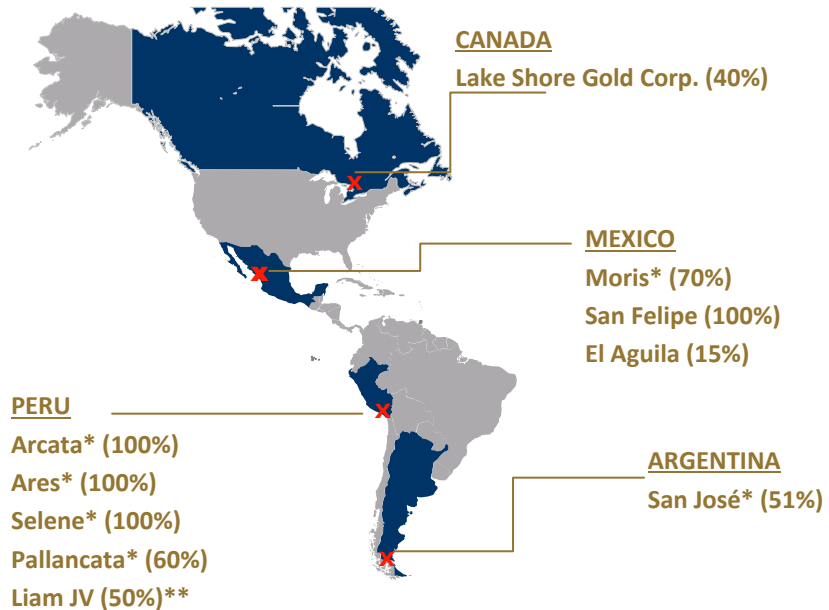 CANADA
Lake Shore Gold Corp. (40%)
MEXICO
Moris* (70%)
San Felipe (100%)
El Aguila (15%)
PERU
Arcata* (100%)
Ares* (100%)
Selene* (100%)
Pallancata* (60%)
Liam JV (50%)**
ARGENTINA
San José* (51%)